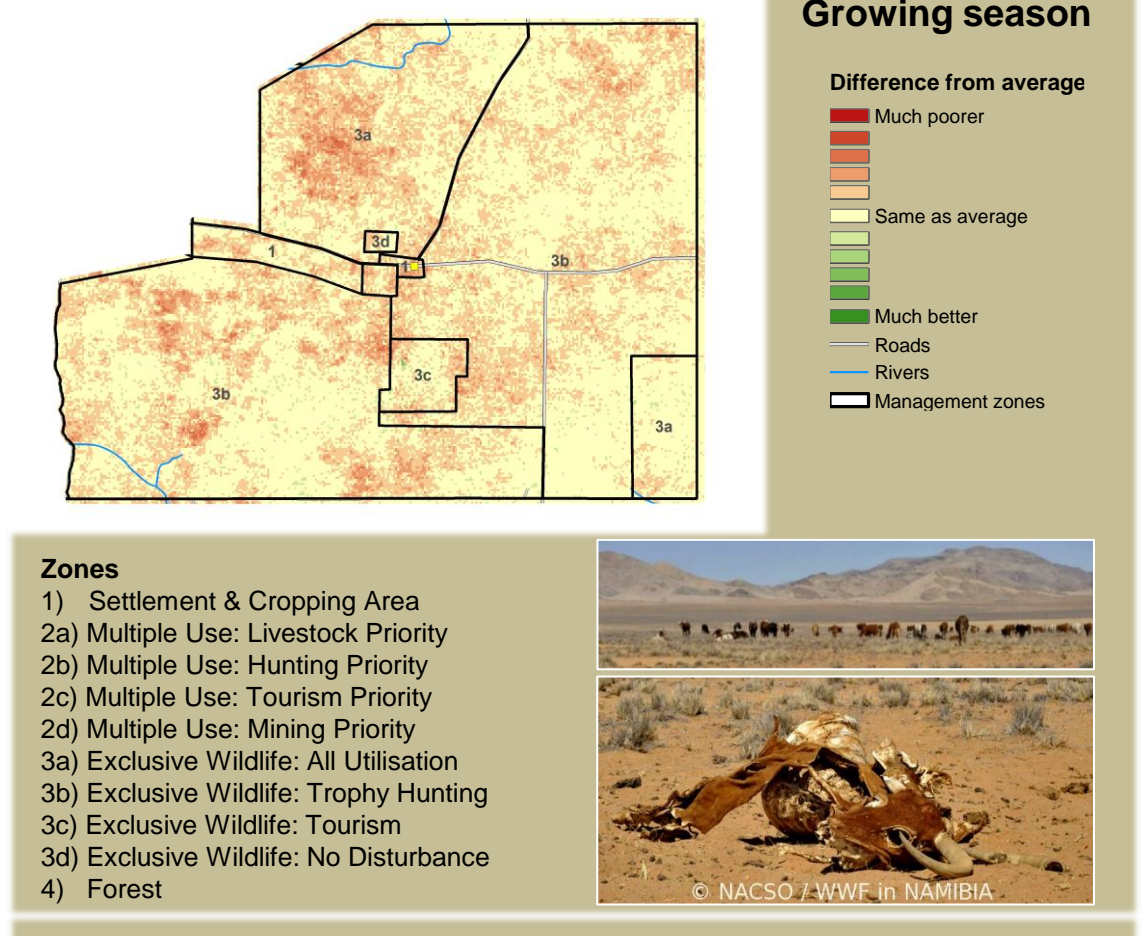 Growing season
Difference from average
Much poorer
Same as average
Much better
Roads
Rivers
Management zones
3a
3d
1
1
3b
3c
3b
3a
Zones
1) Settlement & Cropping Area
2a) Multiple Use: Livestock Priority
2b) Multiple Use: Hunting Priority
2c) Multiple Use: Tourism Priority
2d) Multiple Use: Mining Priority
3a) Exclusive Wildlife: All Utilisation
3b) Exclusive Wildlife: Trophy Hunting
3c) Exclusive Wildlife: Tourism
3d) Exclusive Wildlife: No Disturbance
4) Forest
© NACSO / WWF in NAMIBIA